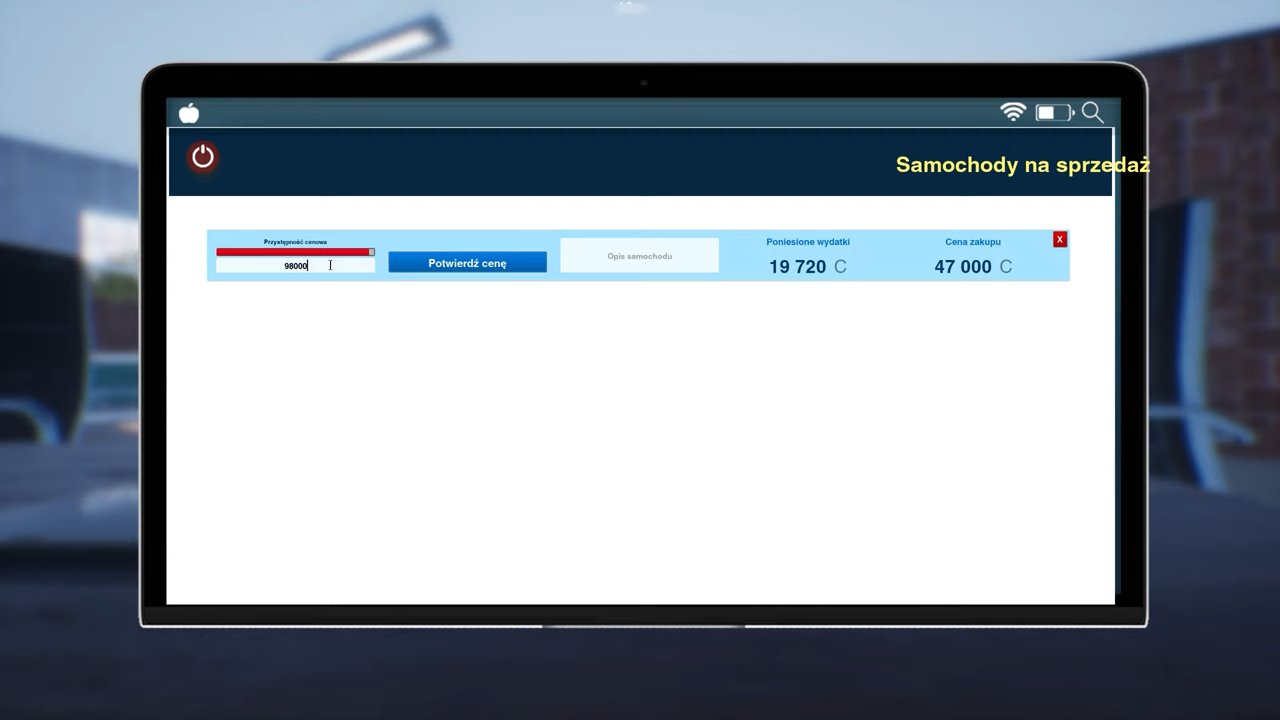 Samochody na sprzedaż
Przystępność cenowa
98000
Potwierdź cenę
Opis samochodu
Poniesione wydatki
19 720 C
Cena zakupu
47 000 C
X